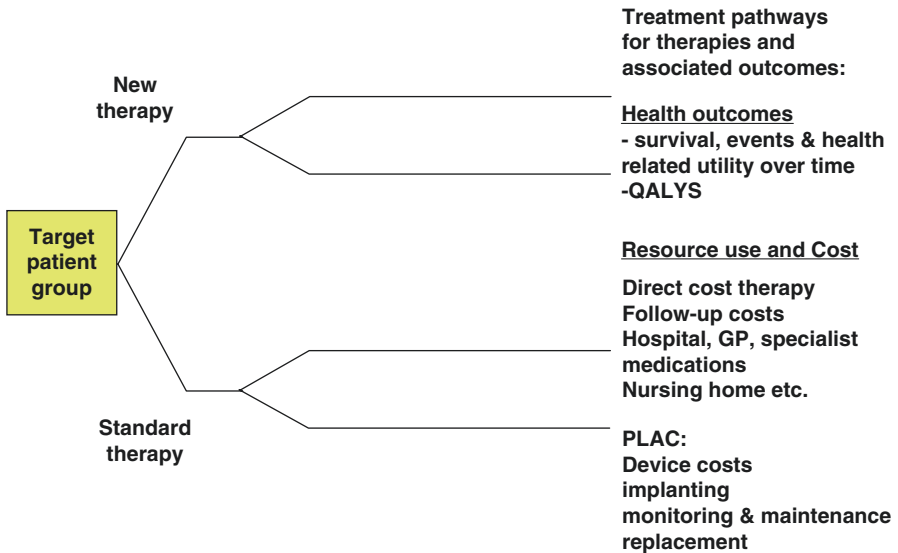 New
therapy
Target
patient
group
Standard
therapy
Treatment pathways
for therapies and
associated outcomes:
Health outcomes
- survival, events & health
related utility over time
-QALYS
Resource use and Cost
Direct cost therapy
Follow-up costs
Hospital, GP, specialist
medications
Nursing home etc.
PLAC:
Device costs
implanting
monitoring & maintenance
replacement